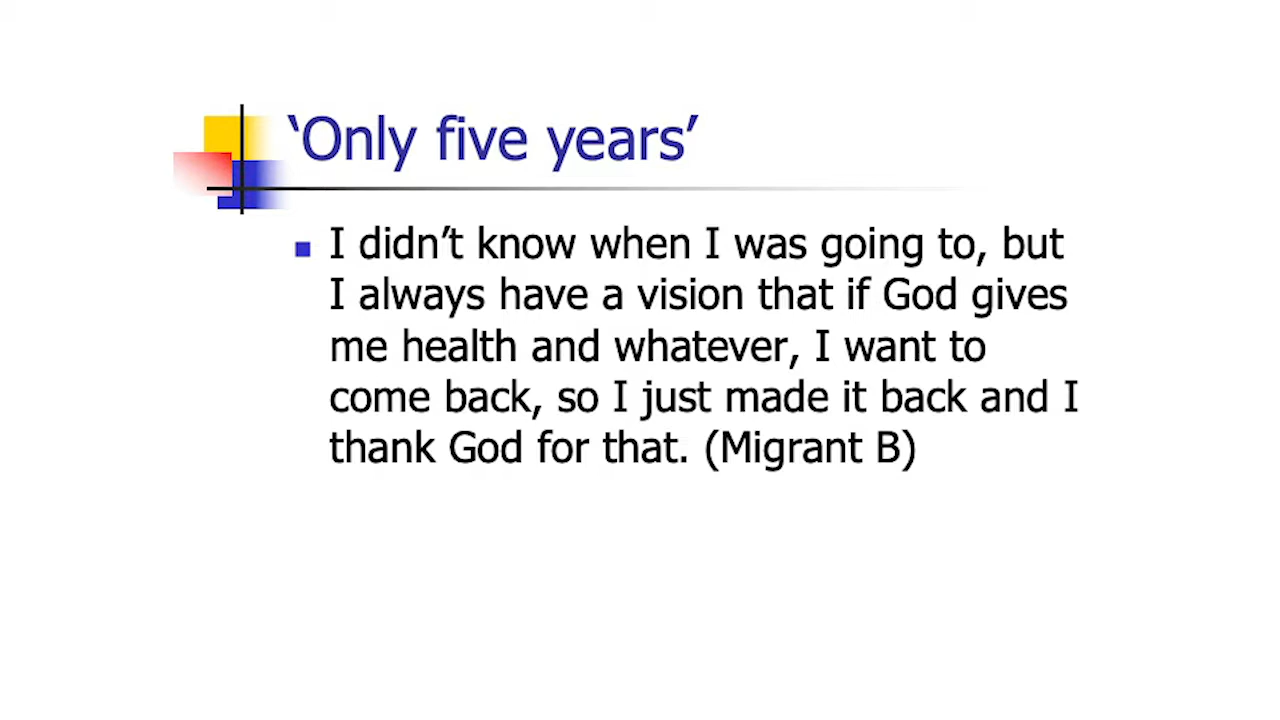 ‘Only five years’
I didn’t know when I was going to, but
I always have a vision that if God gives
me health and whatever, I want to
come back, so I just made it back and I
thank God for that. (Migrant B)